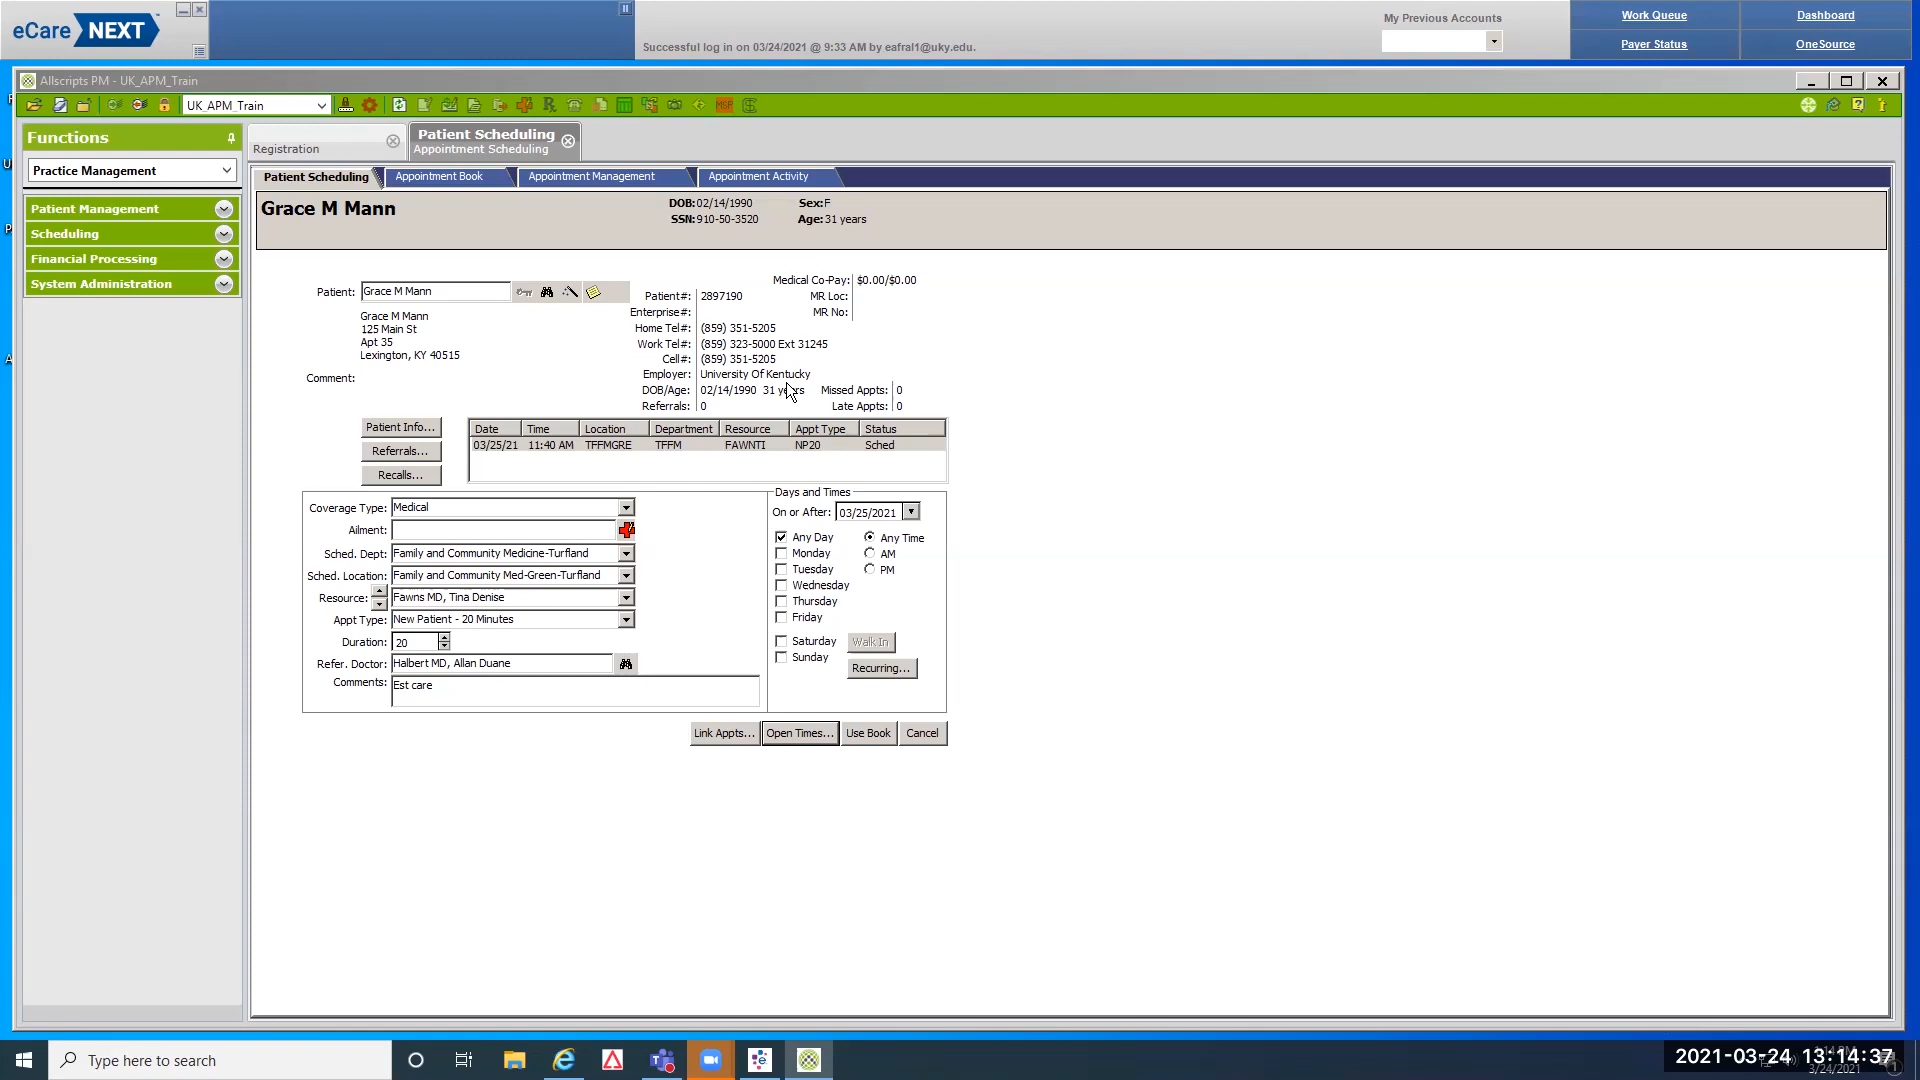 eCare NEXT
Successful log in on 03/24/2021 @ 9:33 AM by eafral1@uky.edu.
My Previous Accounts
Work Queue
Dashboard
Payer Status
OneSource
Allscripts PM - UK_APM_Train
UK_APM_Train
MSP
Functions
Practice Management
Patient Management
Scheduling
Financial Processing
System Administration
Registration
Patient Scheduling
Appointment Scheduling
Patient Scheduling
Appointment Book
Appointment Management
Appointment Activity
Grace M Mann
DOB: 02/14/1990
Sex: F
SSN: 910-50-3520
Age: 31 years
Patient: Grace M Mann
Grace M Mann
125 Main St
Apt 35
Lexington, KY 40515
Comment:
Medical Co-Pay: $0.00/$0.00
Patient#: 2897190
MR Loc:
Enterprise#:
MR No:
Home Tel#: (859) 351-5205
Work Tel#: (859) 323-5000 Ext 31245
Cell#: (859) 351-5205
Employer: University Of Kentucky
DOB/Age: 02/14/1990 31 years
Missed Appts: 0
Referrals: 0
Late Appts: 0
Patient Info...
Referrals...
Recalls...
Date Time Location Department Resource Appt Type Status
03/25/21 11:40 AM TFFMGRE TFFM FAWNTI NP20 Sched
Coverage Type: Medical
Ailment:
Sched. Dept: Family and Community Medicine-Turfland
Sched. Location: Family and Community Med-Green-Turfland
Resource: Fawns MD, Tina Denise
Appt Type: New Patient - 20 Minutes
Duration: 20
Refer. Doctor: Halbert MD, Allan Duane
Comments: Est care
Days and Times
On or After: 03/25/2021
Any Day
Any Time
Monday
AM
Tuesday
PM
Wednesday
Thursday
Friday
Saturday
Walk In
Sunday
Recurring...
Link Appts...
Open Times...
Use Book
Cancel
Type here to search
2021-03-24 13:14:37
3/24/2021